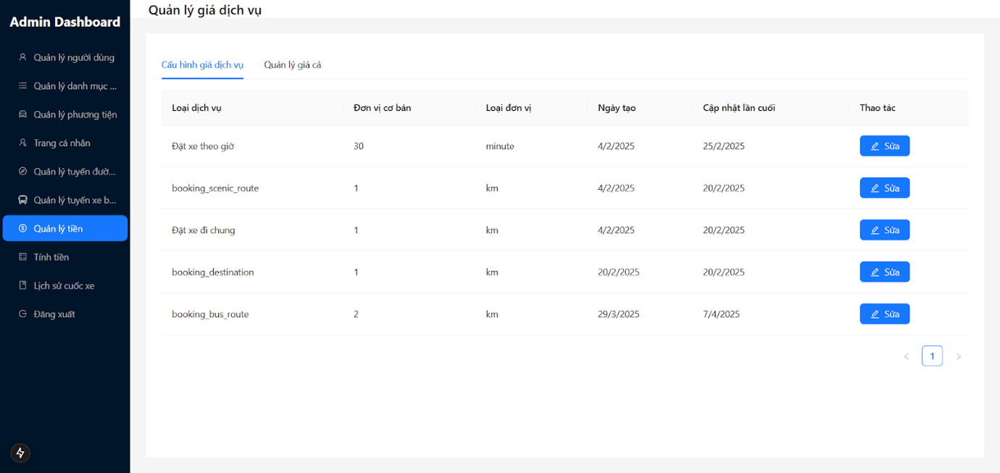 Admin Dashboard
Quản lý người dùng
Quản lý danh mục ...
Quản lý phương tiện
Trang cá nhân
Quản lý tuyến đườ...
Quản lý tuyến xe b...
Quản lý tiền
Tính tiền
Lịch sử cuốc xe
Đăng xuất
Quản lý giá dịch vụ
Cấu hình giá dịch vụ Quản lý giá cả
Loại dịch vụ Đơn vị cơ bản Loại đơn vị Ngày tạo Cập nhật lần cuối Thao tác
Đặt xe theo giờ 30 minute 4/2/2025 25/2/2025 Sửa
booking_scenic_route 1 km 4/2/2025 20/2/2025 Sửa
Đặt xe đi chung 1 km 4/2/2025 20/2/2025 Sửa
booking_destination 1 km 20/2/2025 20/2/2025 Sửa
booking_bus_route 2 km 29/3/2025 7/4/2025 Sửa
< 1 >